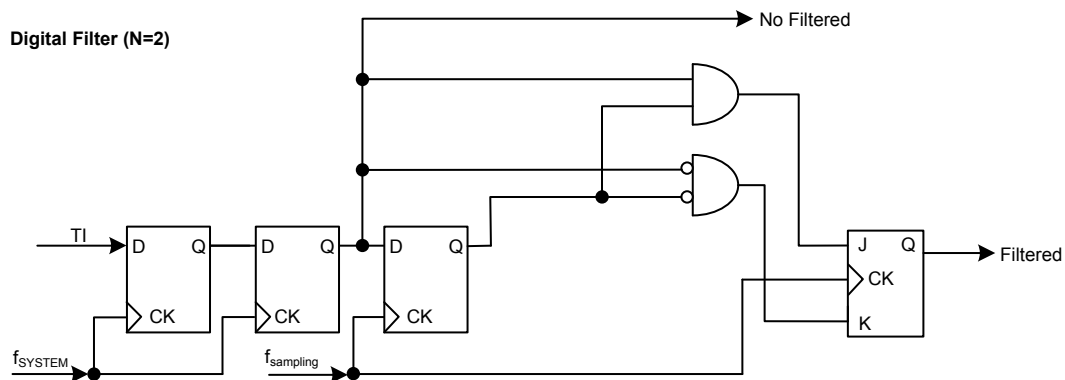 No Filtered
Digital Filter (N=2)
TI
D Q
D Q
D Q
J Q
Filtered
CK
CK
CK
CK
K
fSYSTEM
fsampling